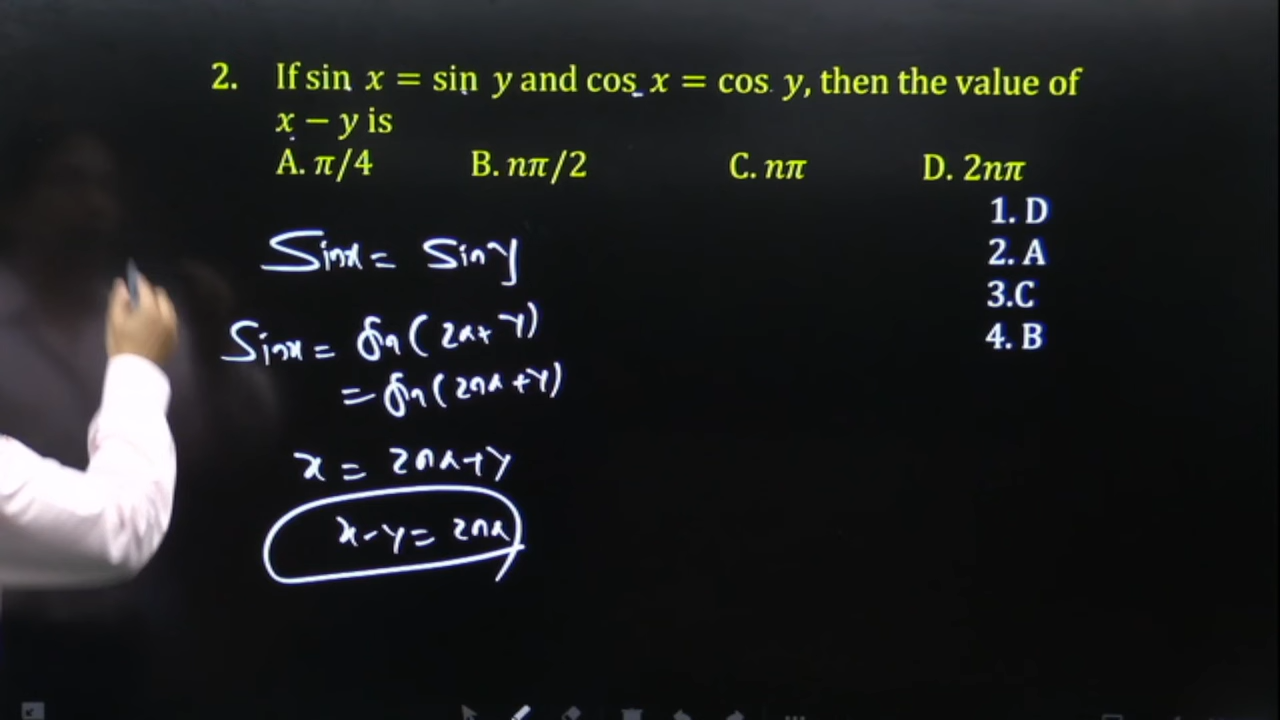 2. If sin x = sin y and cos x = cos y, then the value of
x − y is
A. π/4 B. nπ/2 C. nπ D. 2nπ
1. D
2. A
3.C
4. B
Sinx = Siny
Sinx = Sin(2π+y)
= Sin(2nπ+y)
x = 2nπ+y
x-y= 2nπ